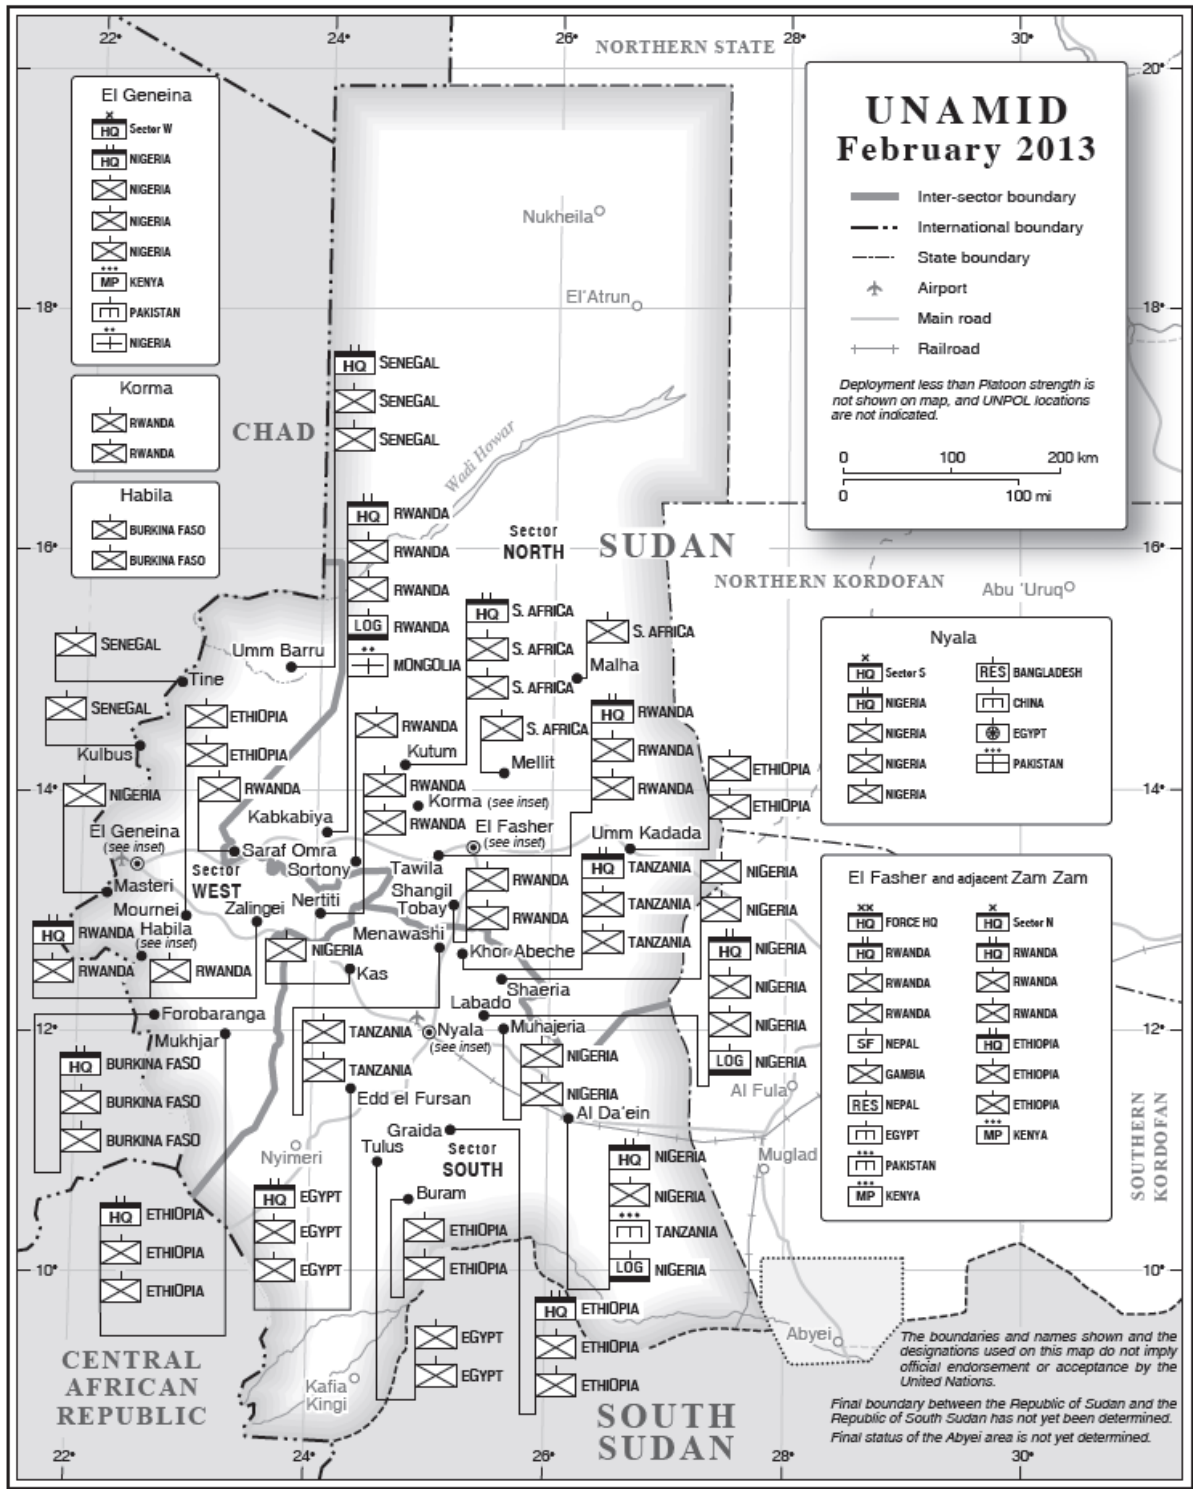 22°
24°
26°
28°
30°
NORTHERN STATE
20°
El Geneina
HQ Sector W
HQ NIGERIA
NIGERIA
NIGERIA
NIGERIA
MP KENYA
PAKISTAN
NIGERIA
Korma
RWANDA
RWANDA
Habila
BURKINA FASO
BURKINA FASO
UNAMID
February 2013
Inter-sector boundary
International boundary
State boundary
Airport
Main road
Railroad
Deployment less than Platoon strength is
not shown on map, and UNPOL locations
are not indicated.
0 100 200 km
0 100 mi
Nukheila
El'Atrun
18°
18°
HQ SENEGAL
SENEGAL
SENEGAL
CHAD
Wadi Howar
HQ RWANDA
RWANDA
RWANDA
LOG RWANDA
MONGOLIA
Sector
NORTH
SUDAN
16°
16°
NORTHERN KORDOFAN
Abu 'Uruq
HQ S. AFRICA
S. AFRICA
S. AFRICA
S. AFRICA
Malha
S. AFRICA
Mellit
SENEGAL
Tine
Umm Barru
SENEGAL
Kulbus
ETHIOPIA
ETHIOPIA
RWANDA
RWANDA
Kutum
HQ RWANDA
RWANDA
RWANDA
ETHIOPIA
ETHIOPIA
Nyala
HQ Sector S
HQ NIGERIA
NIGERIA
NIGERIA
NIGERIA
RES BANGLADESH
CHINA
EGYPT
PAKISTAN
14°
14°
NIGERIA
El Geneina
(see inset)
Kabkabiya
RWANDA
RWANDA
Korma (see inset)
El Fasher
(see inset)
Umm Kadada
Saraf Omra
Sector
WEST
Sortony
Tawila
Masteri
Mournei
Zalingei
Nertiti
Shangil
Tobay
RWANDA
RWANDA
HQ TANZANIA
TANZANIA
TANZANIA
NIGERIA
NIGERIA
HQ RWANDA
RWANDA
Habila
(see inset)
RWANDA
NIGERIA
Kas
Menawashi
Khor Abeche
Shaeria
HQ NIGERIA
NIGERIA
NIGERIA
LOG NIGERIA
El Fasher and adjacent Zam Zam
HQ FORCE HQ
HQ RWANDA
RWANDA
RWANDA
SF NEPAL
GAMBIA
RES NEPAL
EGYPT
PAKISTAN
MP KENYA
HQ Sector N
HQ RWANDA
RWANDA
RWANDA
HQ ETHIOPIA
ETHIOPIA
ETHIOPIA
MP KENYA
12°
12°
Forobaranga
Mukhjar
Labado
Nyala
(see inset)
Muhajeria
TANZANIA
TANZANIA
NIGERIA
NIGERIA
HQ BURKINA FASO
BURKINA FASO
BURKINA FASO
Edd el Fursan
Al Da'ein
Al Fula
Graida
Tulus
Sector
SOUTH
Nyimeri
Buram
Muglad
SOUTHERN
KORDOFAN
HQ NIGERIA
NIGERIA
TANZANIA
LOG NIGERIA
HQ ETHIOPIA
ETHIOPIA
ETHIOPIA
HQ EGYPT
EGYPT
EGYPT
ETHIOPIA
ETHIOPIA
10°
10°
EGYPT
EGYPT
HQ ETHIOPIA
ETHIOPIA
ETHIOPIA
Abyei
CENTRAL
AFRICAN
REPUBLIC
Kafia
Kingi
SOUTH
SUDAN
The boundaries and names shown and the
designations used on this map do not imply
official endorsement or acceptance by the
United Nations.
Final boundary between the Republic of Sudan and the
Republic of South Sudan has not yet been determined.
Final status of the Abyei area is not yet determined.
22°
24°
26°
28°
30°